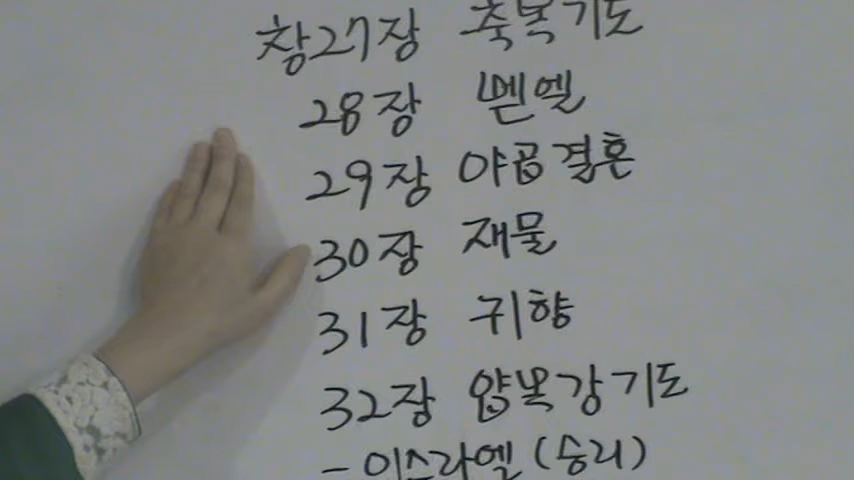 창27장 축복기도
28장 벧엘
29장 야곱결혼
30장 재물
31장 귀향
32장 얍복강기도
- 이스라엘(승리)